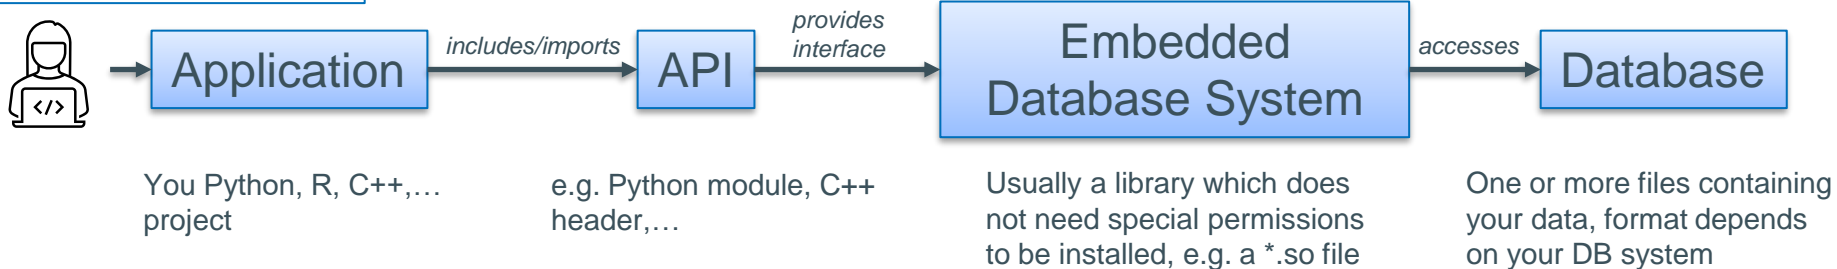 </>
Application
includes/imports
API
provides
interface
Embedded
Database System
accesses
Database
You Python, R, C++,…
project
e.g. Python module, C++
header,…
Usually a library which does
not need special permissions
to be installed, e.g. a *.so file
One or more files containing
your data, format depends
on your DB system